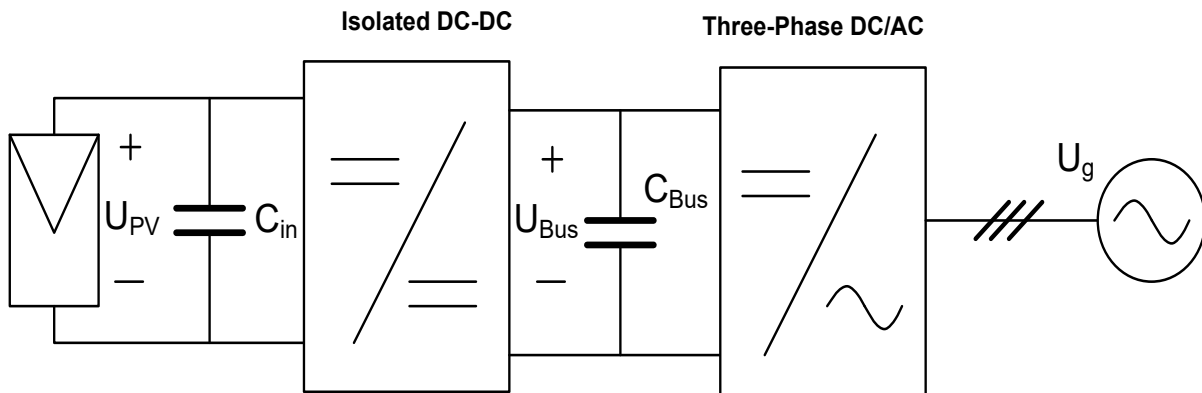 Isolated DC-DC
Three-Phase DC/AC
+
U_PV
−
C_in
+
U_Bus
−
C_Bus
U_g